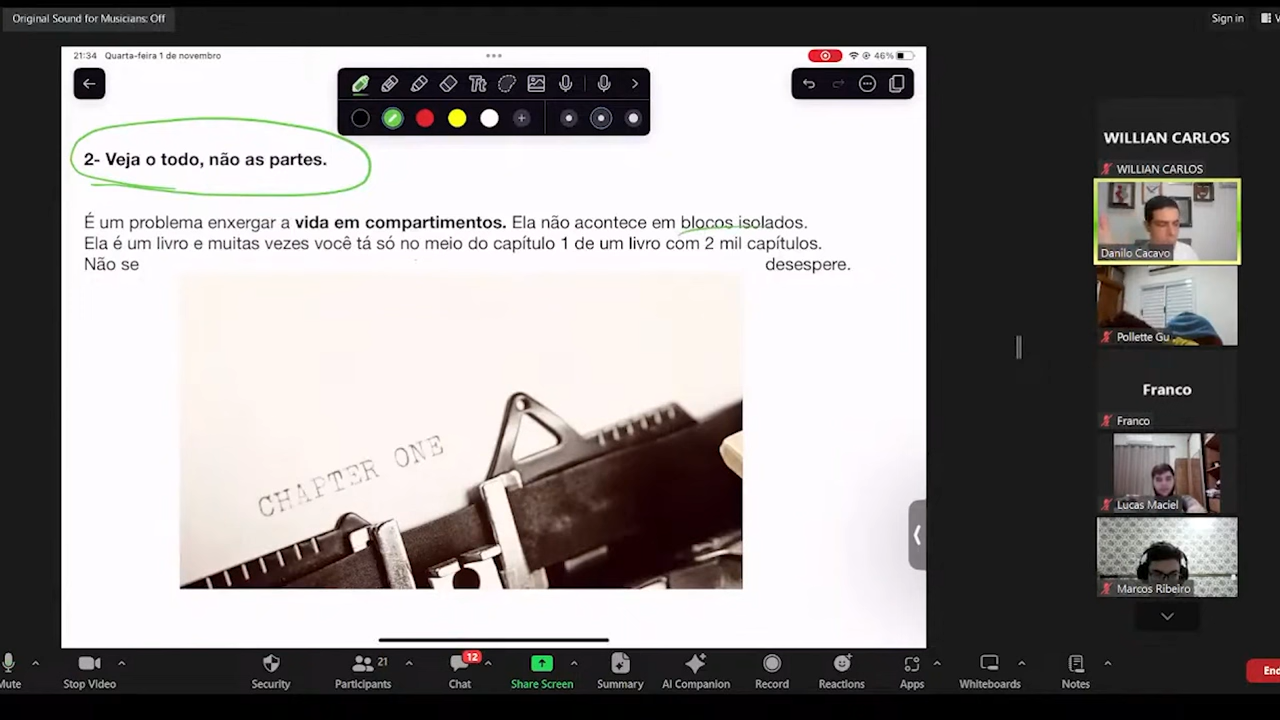 Original Sound for Musicians: Off
Sign in
21:34 Quarta-feira 1 de novembro
46%
Tt
2- Veja o todo, não as partes.
É um problema enxergar a vida em compartimentos. Ela não acontece em blocos isolados.
Ela é um livro e muitas vezes você tá só no meio do capítulo 1 de um livro com 2 mil capítulos.
Não se desespere.
CHAPTER ONE
WILLIAN CARLOS
WILLIAN CARLOS
Danilo Cacavo
Pollette Gu
Franco
Franco
Lucas Maciel
Marcos Ribeiro
Mute
Stop Video
Security
21
Participants
12
Chat
Share Screen
Summary
AI Companion
Record
Reactions
Apps
Whiteboards
Notes